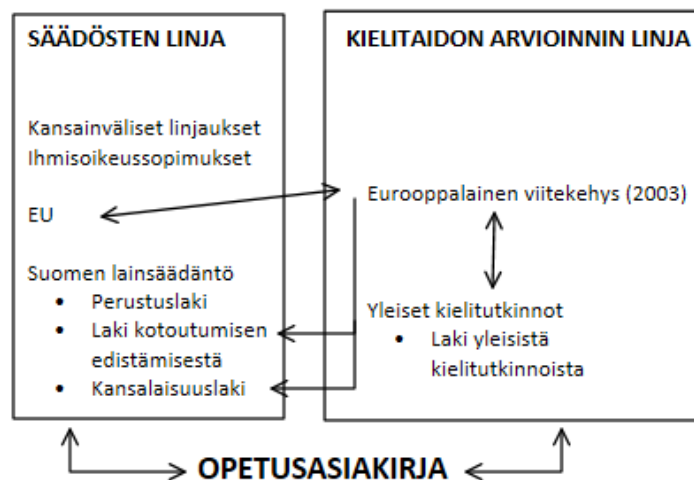 SÄÄDÖSTEN LINJA
Kansainväliset linjaukset
Ihmisoikeussopimukset
EU
Suomen lainsäädäntö
• Perustuslaki
• Laki kotoutumisen
edistämisestä
• Kansalaisuuslaki
KIELITAIDON ARVIOINNIN LINJA
Eurooppalainen viitekehys (2003)
Yleiset kielitutkinnot
• Laki yleisistä
kielitutkinnoista
OPETUSASIAKIRJA